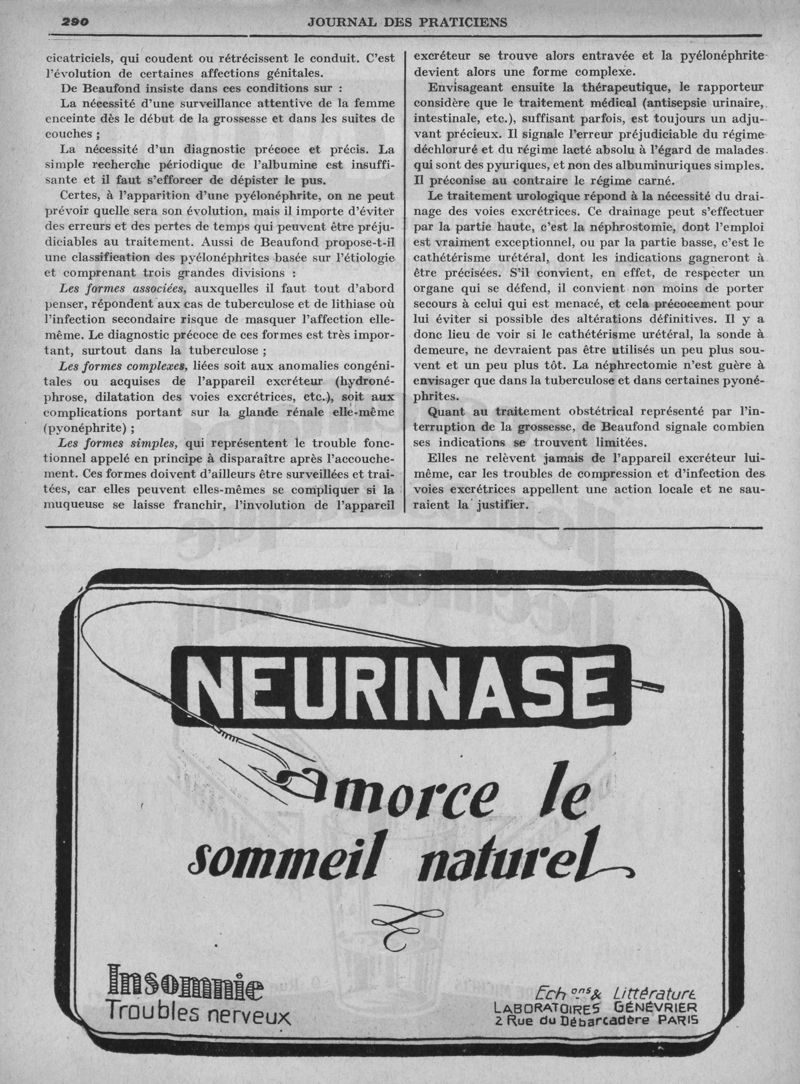 290
JOURNAL DES PRATICIENS
cicatriciels, qui coudent ou rétrécissent le conduit. C'est
l'évolution de certaines affections génitales.
De Beaufond insiste dans ces conditions sur :
La nécessité d'une surveillance attentive de la femme
enceinte dès le début de la grossesse et dans les suites de
couches ;
La nécessité d'un diagnostic précoce et précis. La
simple recherche périodique de l'albumine est insuffi-
sante et il faut s'efforcer de dépister le pus.
Certes, à l'apparition d'une pyélonéphrite, on ne peut
prévoir quelle sera son évolution, mais il importe d'éviter
des erreurs et des pertes de temps qui peuvent être préju-
diciables au traitement. Aussi de Beaufond propose-t-il
une classification des pyélonéphrites basée sur l'étiologie
et comprenant trois grandes divisions :
Les formes associées, auxquelles il faut tout d'abord
penser, répondent aux cas de tuberculose et de lithiase où
l'infection secondaire risque de masquer l'affection elle-
même. Le diagnostic précoce de ces formes est très impor-
tant, surtout dans la tuberculose ;
Les formes complexes, liées soit aux anomalies congéni-
tales ou acquises de l'appareil excréteur (hydroné-
phrose, dilatation des voies excrétrices, etc.), soit aux
complications portant sur la glande rénale elle-même
(pyonéphrite) ;
Les formes simples, qui représentent le trouble fonc-
tionnel appelé en principe à disparaître après l'accouche-
ment. Ces formes doivent d'ailleurs être surveillées et trai-
tées, car elles peuvent elles-mêmes se compliquer si la
muqueuse se laisse franchir, l'involution de l'appareil
excréteur se trouve alors entravée et la pyélonéphrite
devient alors une forme complexe.
Envisageant ensuite la thérapeutique, le rapporteur
considère que le traitement médical (antisepsie urinaire,
intestinale, etc.), suffisant parfois, est toujours un adju-
vant précieux. Il signale l'erreur préjudiciable du régime
déchloruré et du régime lacté absolu à l'égard de malades
qui sont des pyuriques, et non des albuminuriques simples.
Il préconise au contraire le régime carné.
Le traitement urologique répond à la nécessité du drai-
nage des voies excrétrices. Ce drainage peut s'effectuer
par la partie haute, c'est la néphrostomie, dont l'emploi
est vraiment exceptionnel, ou par la partie basse, c'est le
cathétérisme urétéral, dont les indications gagneront à
être précisées. S'il convient, en effet, de respecter un
organe qui se défend, il convient non moins de porter
secours à celui qui est menacé, et cela précocement pour
lui éviter si possible des altérations définitives. Il y a
donc lieu de voir si le cathétérisme urétéral, la sonde à
demeure, ne devraient pas être utilisés un peu plus sou-
vent et un peu plus tôt. La néphrectomie n'est guère à
envisager que dans la tuberculose et dans certaines pyoné-
phrites.
Quant au traitement obstétrical représenté par l'in-
terruption de la grossesse, de Beaufond signale combien
ses indications se trouvent limitées.
Elles ne relèvent jamais de l'appareil excréteur lui-
même, car les troubles de compression et d'infection des
voies excrétrices appellent une action locale et ne sau-
raient la justifier.
NEURINASE
amorce le
sommeil naturel
Insomnie
Troubles nerveux
Echons & Littérature
LABORATOIRES GÉNÉVRIER
2 Rue du Débarcadère PARIS